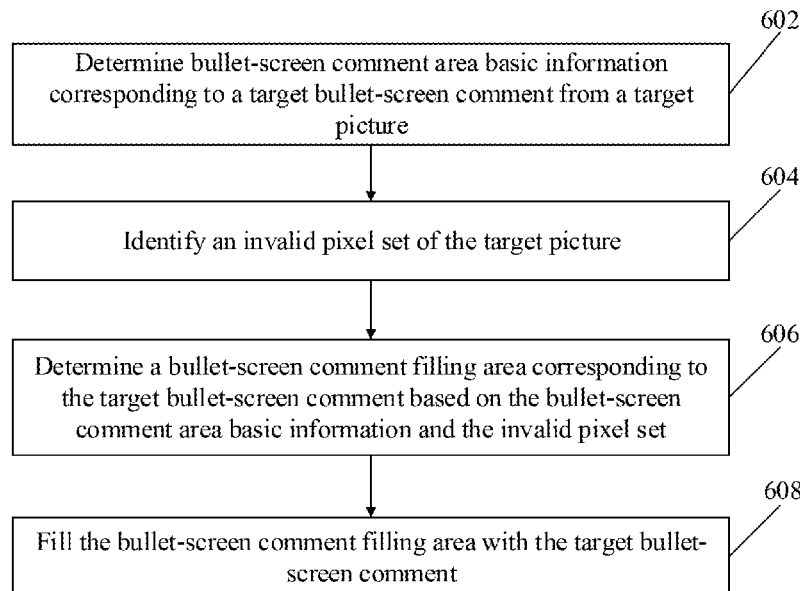 602
Determine bullet-screen comment area basic information
corresponding to a target bullet-screen comment from a target
picture
604
Identify an invalid pixel set of the target picture
606
Determine a bullet-screen comment filling area corresponding to
the target bullet-screen comment based on the bullet-screen
comment area basic information and the invalid pixel set
608
Fill the bullet-screen comment filling area with the target bullet-
screen comment